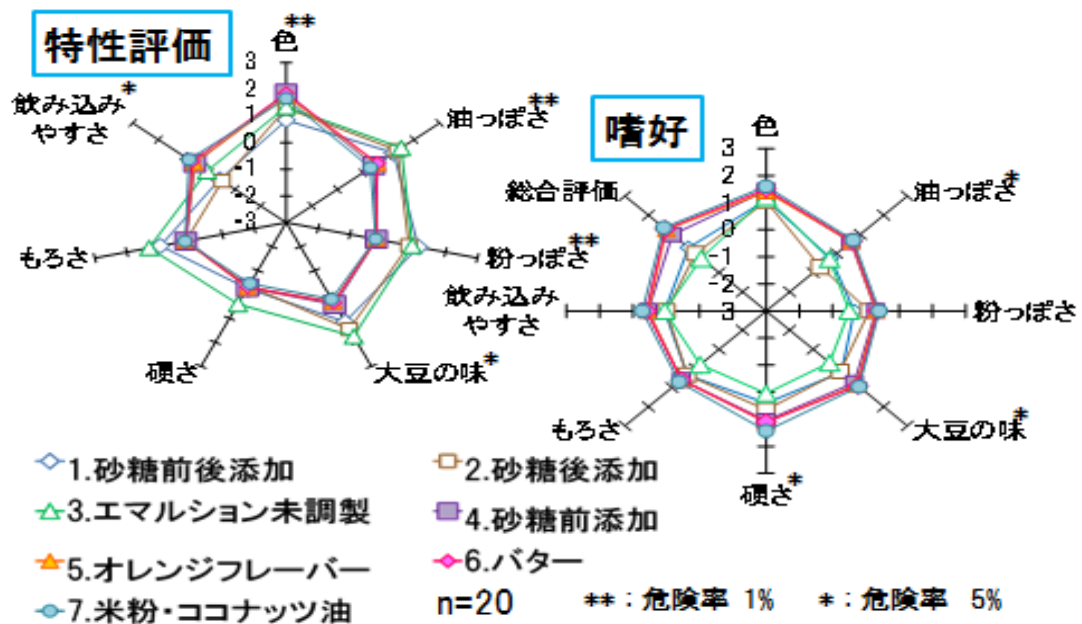 特性評価
色**
油っぽさ**
粉っぽさ**
大豆の味*
硬さ
もろさ
飲み込み
やすさ*
3
2
1
0
-1
-2
-3
嗜好
色
油っぽさ*
粉っぽさ
大豆の味*
硬さ*
もろさ
飲み込み
やすさ
総合評価
3
2
1
0
-1
-2
-3
1.砂糖前後添加
2.砂糖後添加
3.エマルション未調製
4.砂糖前添加
5.オレンジフレーバー
6.バター
7.米粉・ココナッツ油
n=20
**：危険率 1%
*：危険率 5%